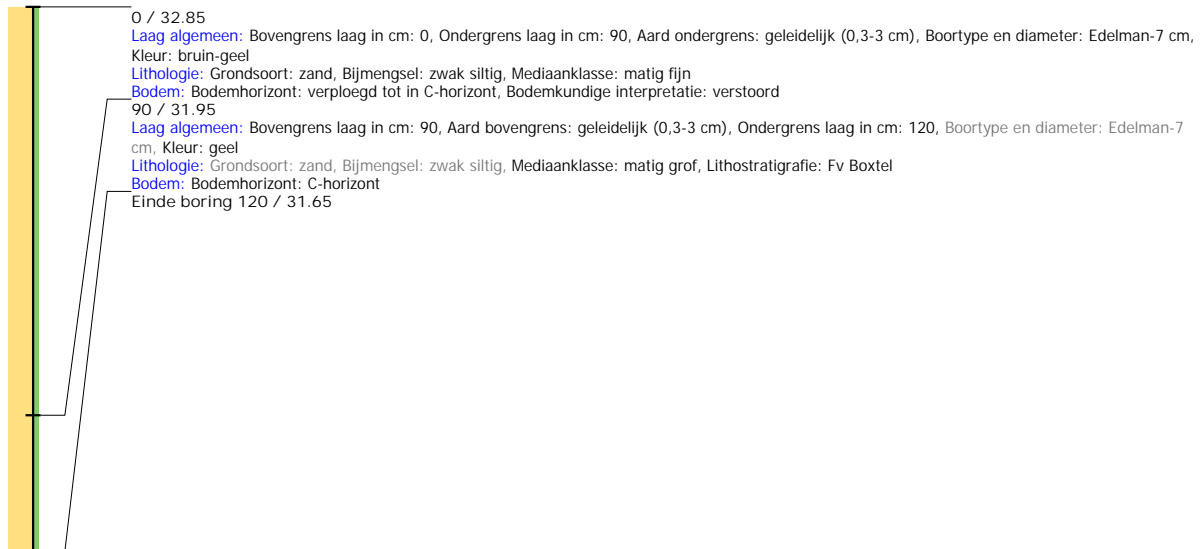 0 / 32.85
Laag algemeen: Bovengrens laag in cm: 0, Ondergrens laag in cm: 90, Aard ondergrens: geleidelijk (0,3-3 cm), Boortype en diameter: Edelman-7 cm,
Kleur: bruin-geel
Lithologie: Grondsoort: zand, Bijmengsel: zwak siltig, Mediaanklasse: matig fijn
Bodem: Bodemhorizont: verploegd tot in C-horizont, Bodemkundige interpretatie: verstoord
90 / 31.95
Laag algemeen: Bovengrens laag in cm: 90, Aard bovengrens: geleidelijk (0,3-3 cm), Ondergrens laag in cm: 120, Boortype en diameter: Edelman-7
cm, Kleur: geel
Lithologie: Grondsoort: zand, Bijmengsel: zwak siltig, Mediaanklasse: matig grof, Lithostratigrafie: Fv Boxtel
Bodem: Bodemhorizont: C-horizont
Einde boring 120 / 31.65